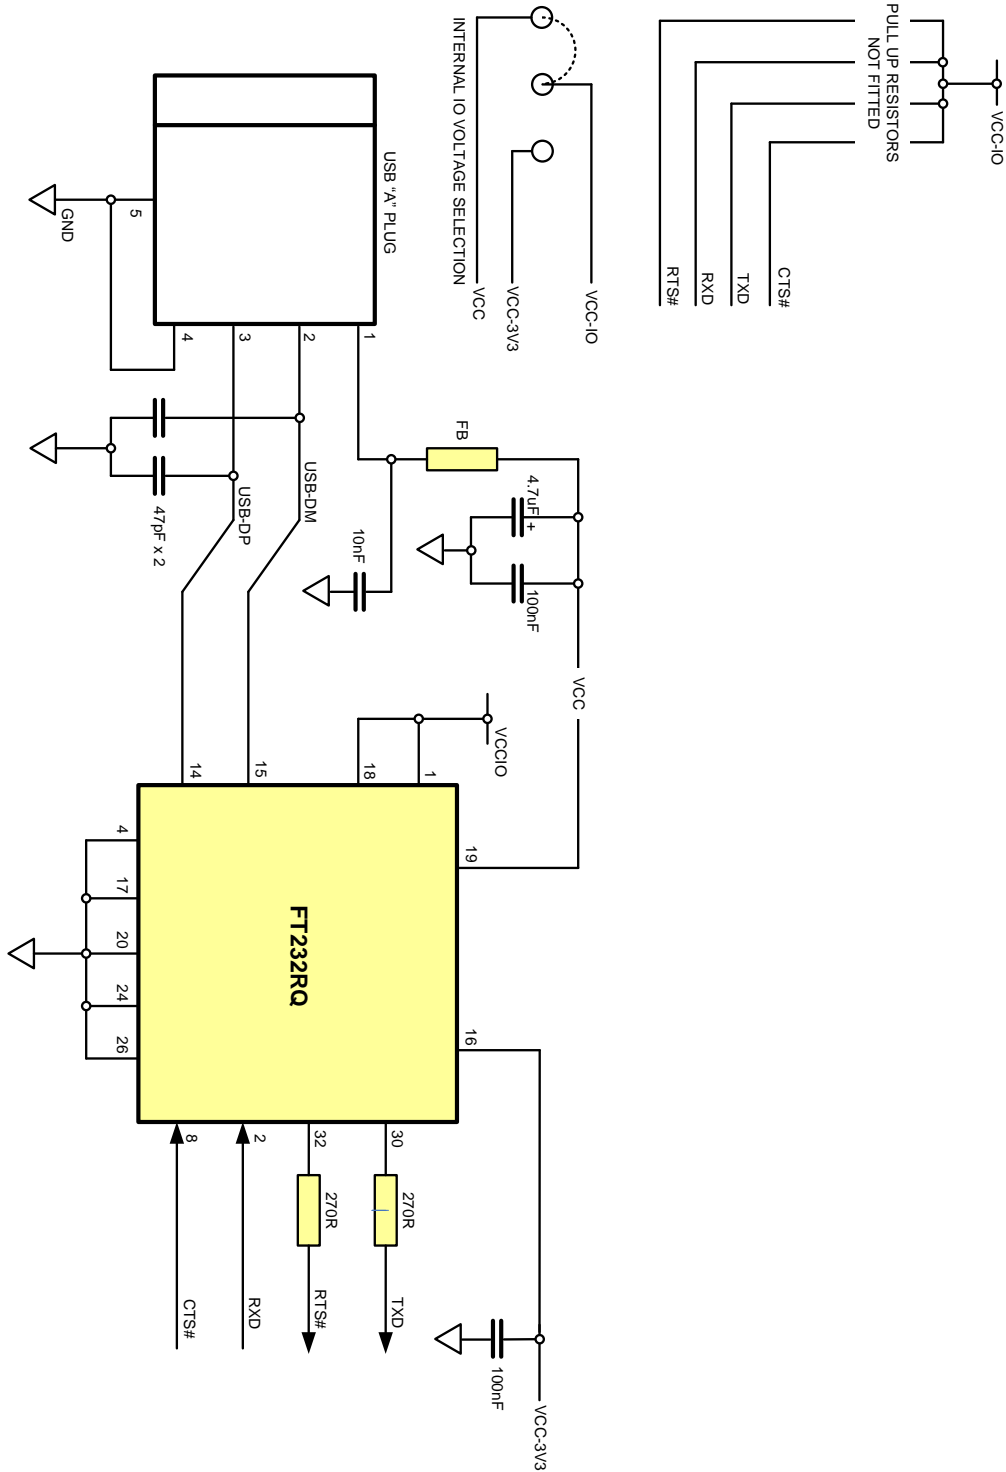 VCC-IO
PULL UP RESISTORS
NOT FITTED
CTS#
TXD
RXD
RTS#
VCC-IO
VCC-3V3
VCC
INTERNAL IO VOLTAGE SELECTION
USB "A" PLUG
1
2
3
4
5
GND
FB
4.7uF +
100nF
10nF
VCC
USB-DM
USB-DP
47pF x 2
VCCIO
19
16
1
18
15
14
FT232RQ
4
17
20
24
26
30
32
2
8
270R
270R
TXD
RTS#
RXD
CTS#
100nF
VCC-3V3